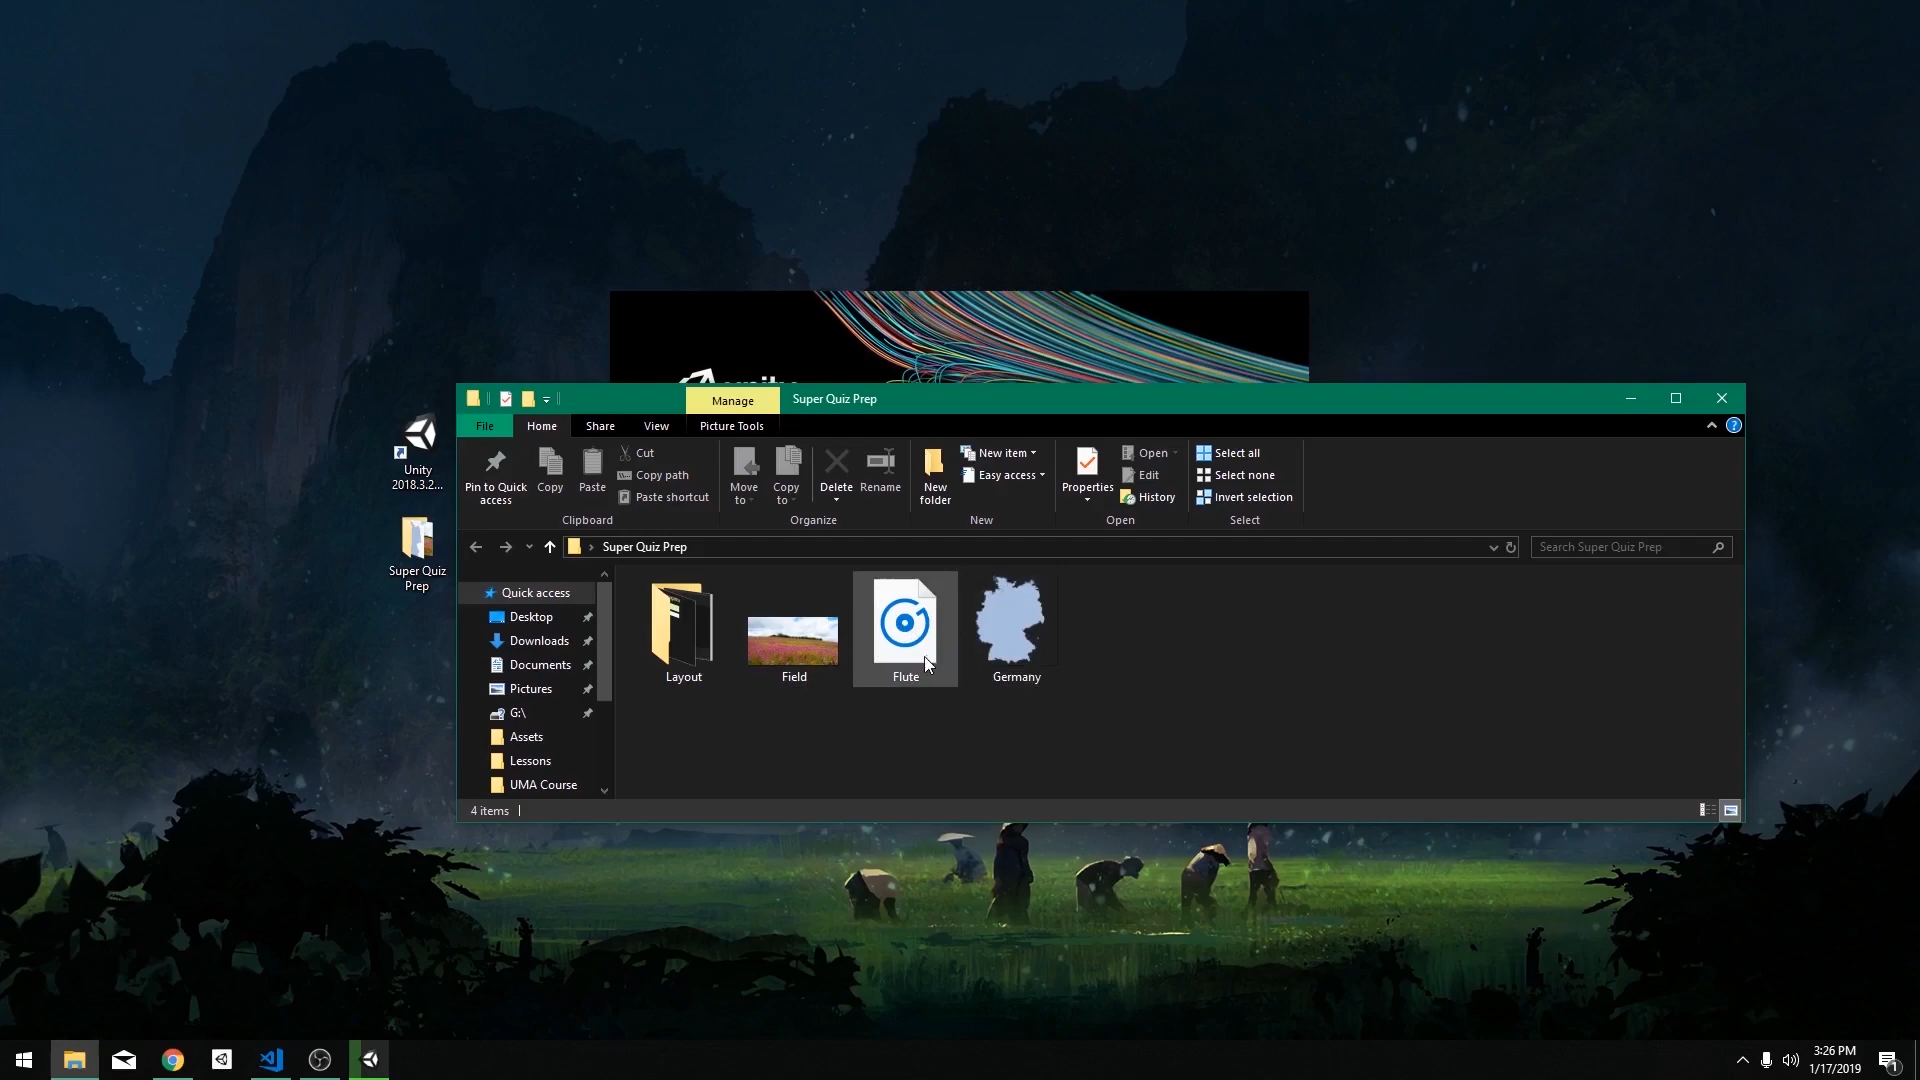 Manage
Super Quiz Prep
File
Home
Share
View
Picture Tools
Pin to Quick
access
Copy
Paste
Cut
Copy path
Paste shortcut
Clipboard
Move
to
Copy
to
Delete
Rename
Organize
New
folder
New item
Easy access
New
Properties
Open
Edit
History
Open
Select all
Select none
Invert selection
Select
Super Quiz Prep
Search Super Quiz Prep
Quick access
Desktop
Downloads
Documents
Pictures
G:\
Assets
Lessons
UMA Course
Layout
Field
Flute
Germany
4 items
Unity
2018.3.2...
Super Quiz
Prep
3:26 PM
1/17/2019
1